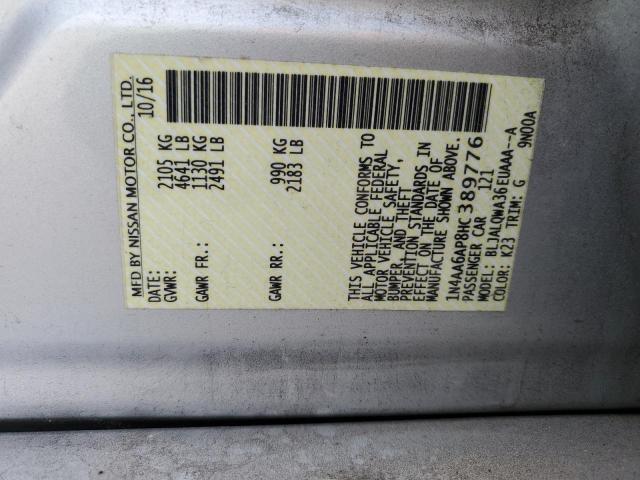 MFD BY NISSAN MOTOR CO., LTD.
DATE: 10/16
GVWR: 2105 KG
4641 LB
GAWR FR.: 1130 KG
2491 LB
GAWR RR.: 990 KG
2183 LB
THIS VEHICLE CONFORMS TO
ALL APPLICABLE FEDERAL
MOTOR VEHICLE SAFETY,
BUMPER, AND THEFT
PREVENTION STANDARDS IN
EFFECT ON THE DATE OF
MANUFACTURE SHOWN ABOVE.
1N4AA6AP8HC389776
PASSENGER CAR 121
MODEL: BLJALQWA36EUAAA--A
COLOR: K23 TRIM: G 9N00A